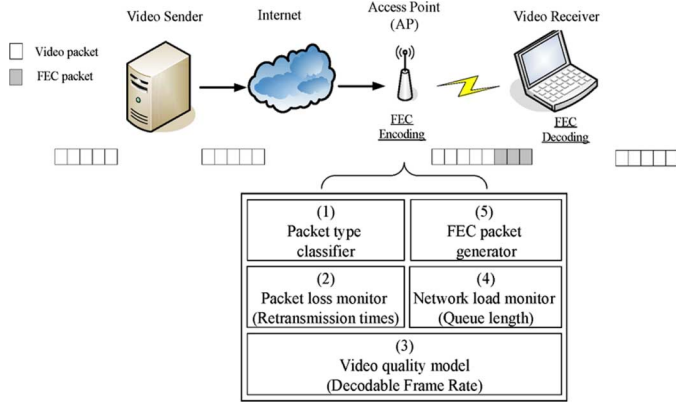 Video Sender
Internet
Access Point
(AP)
Video Receiver
Video packet
FEC packet
FEC
Encoding
FEC
Decoding
(1)
Packet type
classifier
(5)
FEC packet
generator
(2)
Packet loss monitor
(Retransmission times)
(4)
Network load monitor
(Queue length)
(3)
Video quality model
(Decodable Frame Rate)